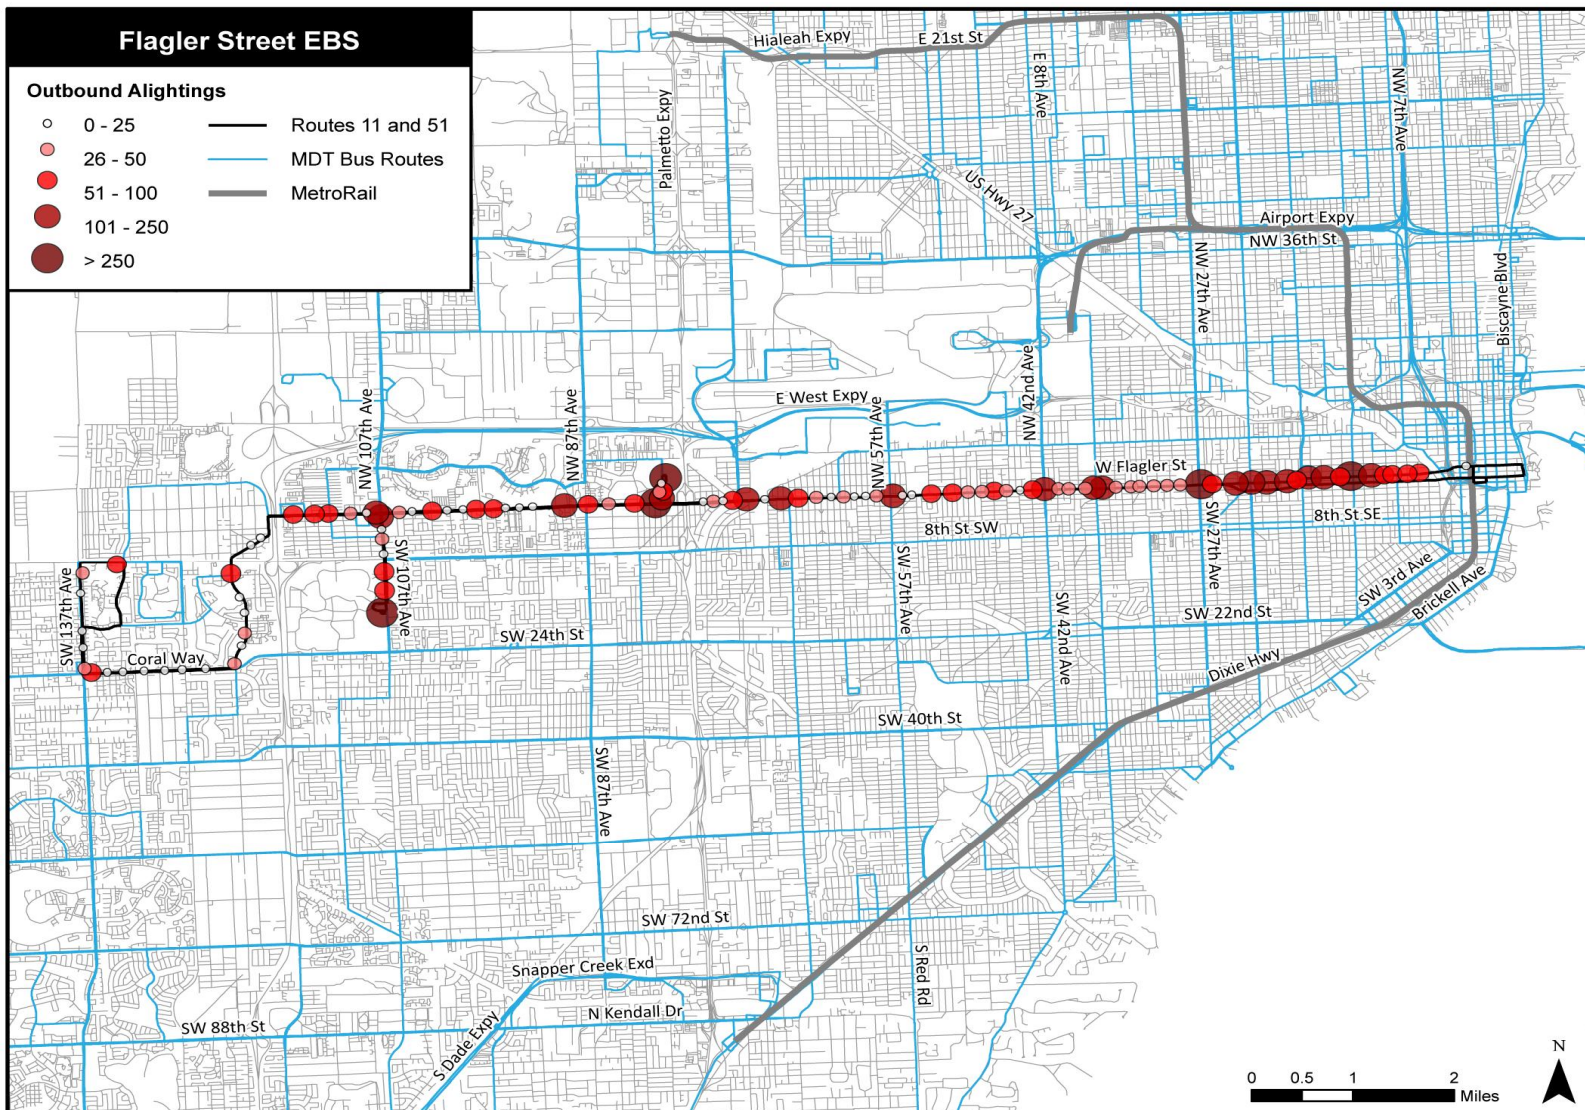 Flagler Street EBS
Outbound Alightings
0 - 25
26 - 50
51 - 100
101 - 250
> 250
Routes 11 and 51
MDT Bus Routes
MetroRail
Hialeah Expy
E 21st St
E 8th Ave
NW 7th Ave
Palmetto Expy
US Hwy 27
Airport Expy
NW 36th St
NW 27th Ave
Biscayne Blvd
NW 107th Ave
NW 87th Ave
E West Expy
NW 57th Ave
NW 42nd Ave
W Flagler St
8th St SW
8th St SE
SW 137th Ave
SW 107th Ave
SW 57th Ave
SW 27th Ave
SW 3rd Ave
Brickell Ave
SW 22nd St
SW 24th St
Coral Way
SW 42nd Ave
Dixie Hwy
SW 40th St
SW 87th Ave
SW 72nd St
Snapper Creek Exd
S Red Rd
N Kendall Dr
SW 88th St
S Dade Expy
N
0 0.5 1 2
Miles